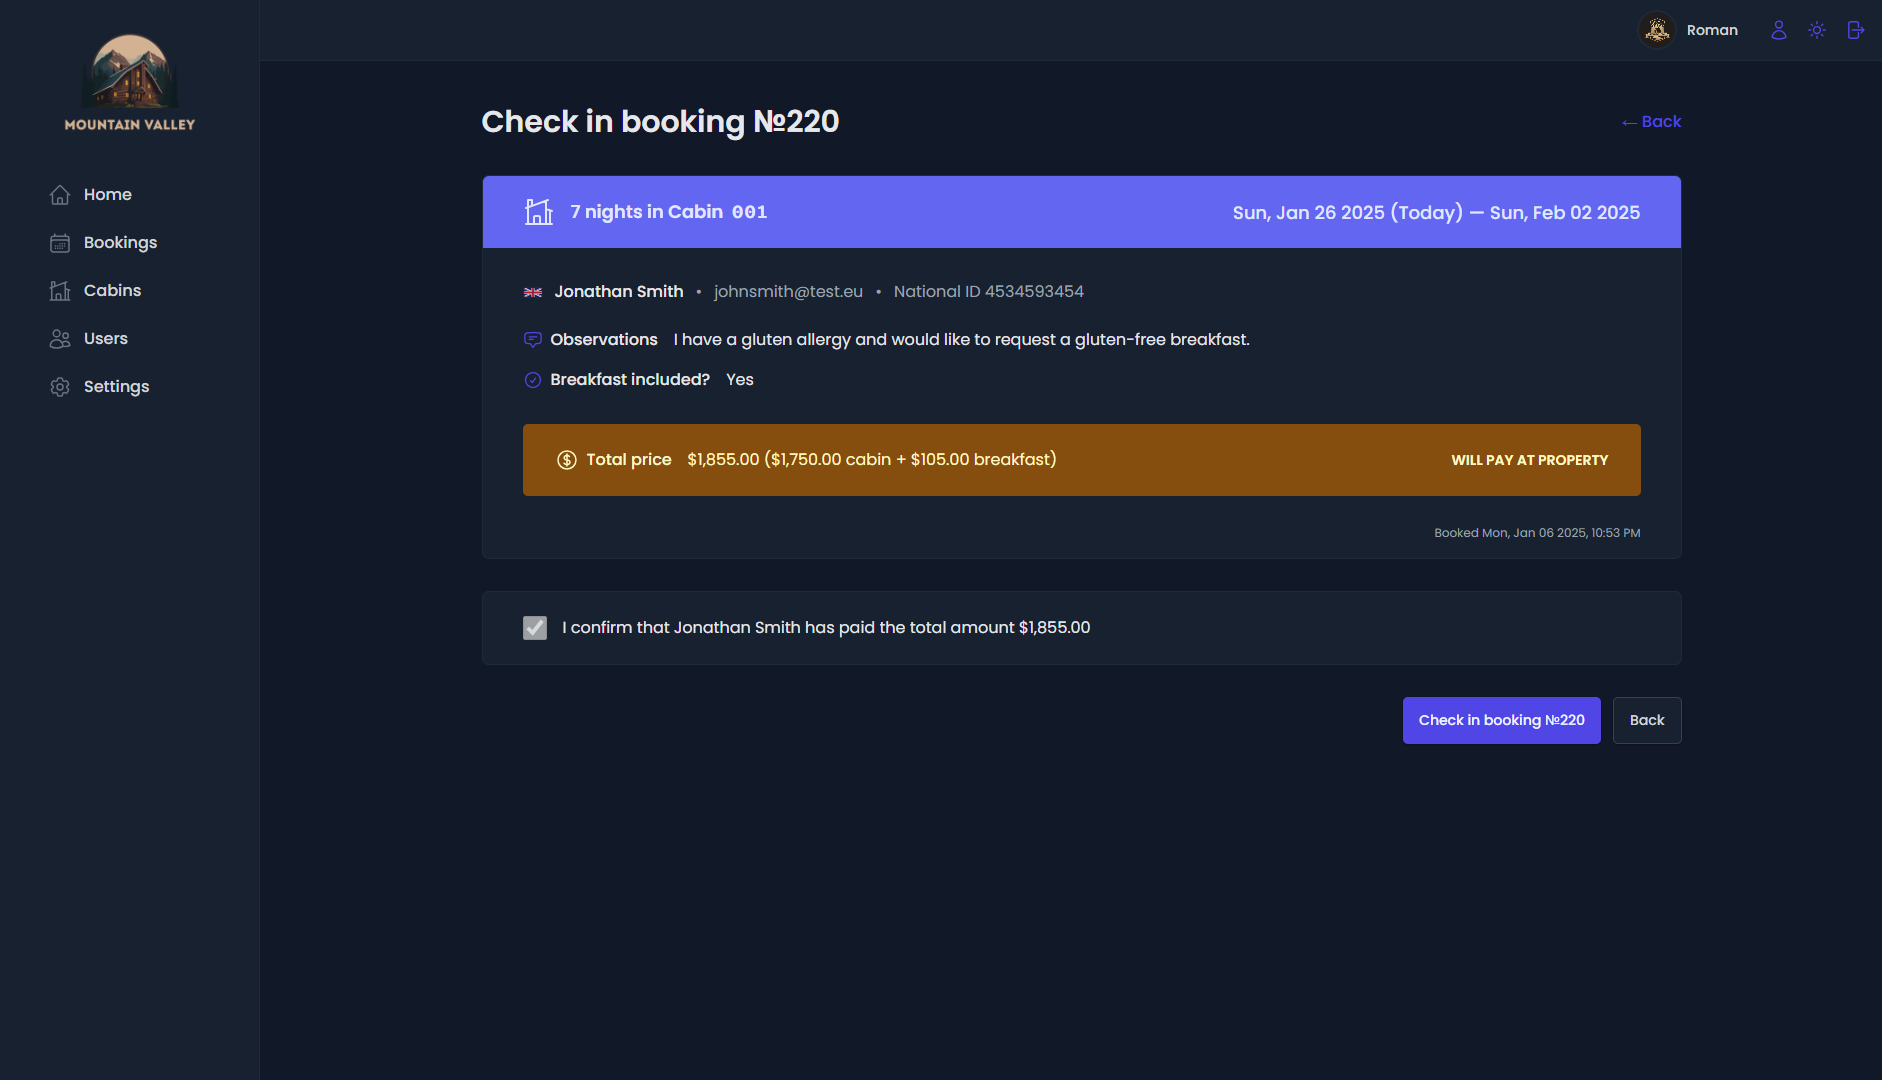 MOUNTAIN VALLEY
Roman
Home
Bookings
Cabins
Users
Settings
Check in booking №220
← Back
7 nights in Cabin 001
Sun, Jan 26 2025 (Today) — Sun, Feb 02 2025
Jonathan Smith • johnsmith@test.eu • National ID 4534593454
Observations I have a gluten allergy and would like to request a gluten-free breakfast.
Breakfast included? Yes
Total price $1,855.00 ($1,750.00 cabin + $105.00 breakfast)
WILL PAY AT PROPERTY
Booked Mon, Jan 06 2025, 10:53 PM
I confirm that Jonathan Smith has paid the total amount $1,855.00
Check in booking №220
Back